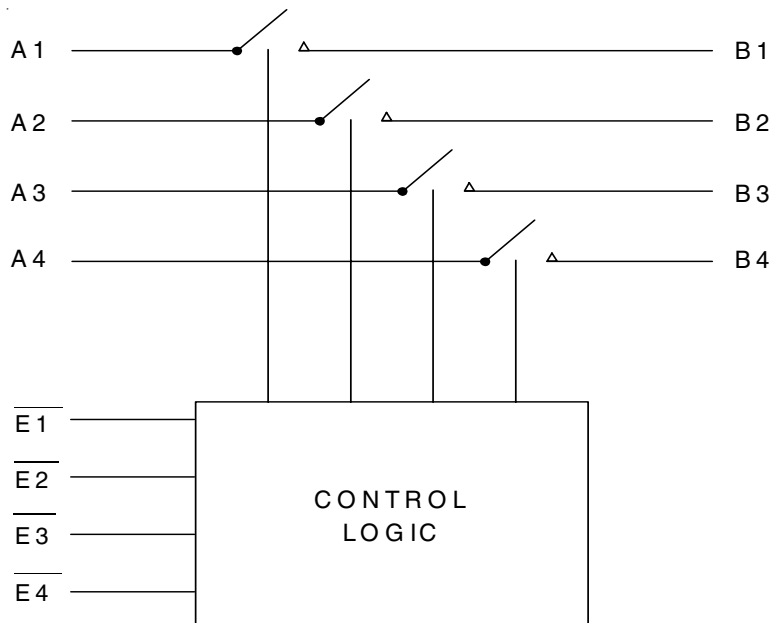 A1 B1
A2 B2
A3 B3
A4 B4
E1
E2
CONTROL
E3
LOGIC
E4